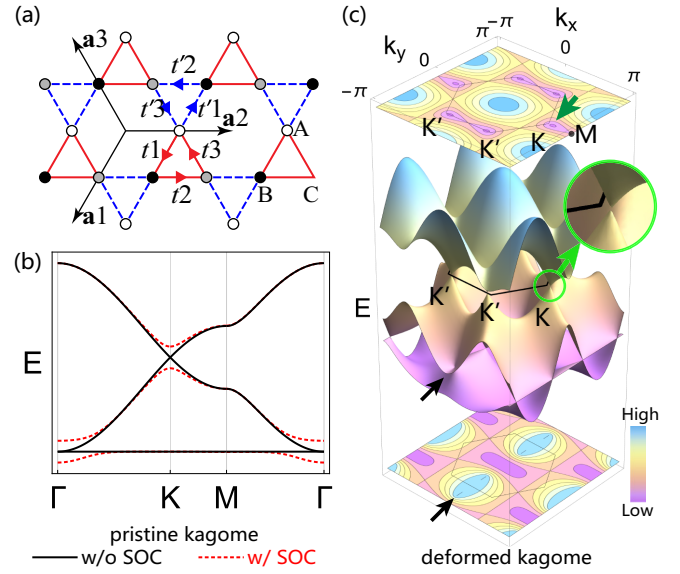 (a)
a3
t'2
t'3
t'1
a2
A
t1
t3
a1
t2
B
C
(b)
E
Γ
K
M
Γ
pristine kagome
w/o SOC
w/ SOC
(c)
π
-π
k_x
k_y
0
0
-π
π
K'
K'
K
M
E
K'
K'
K
High
Low
deformed kagome